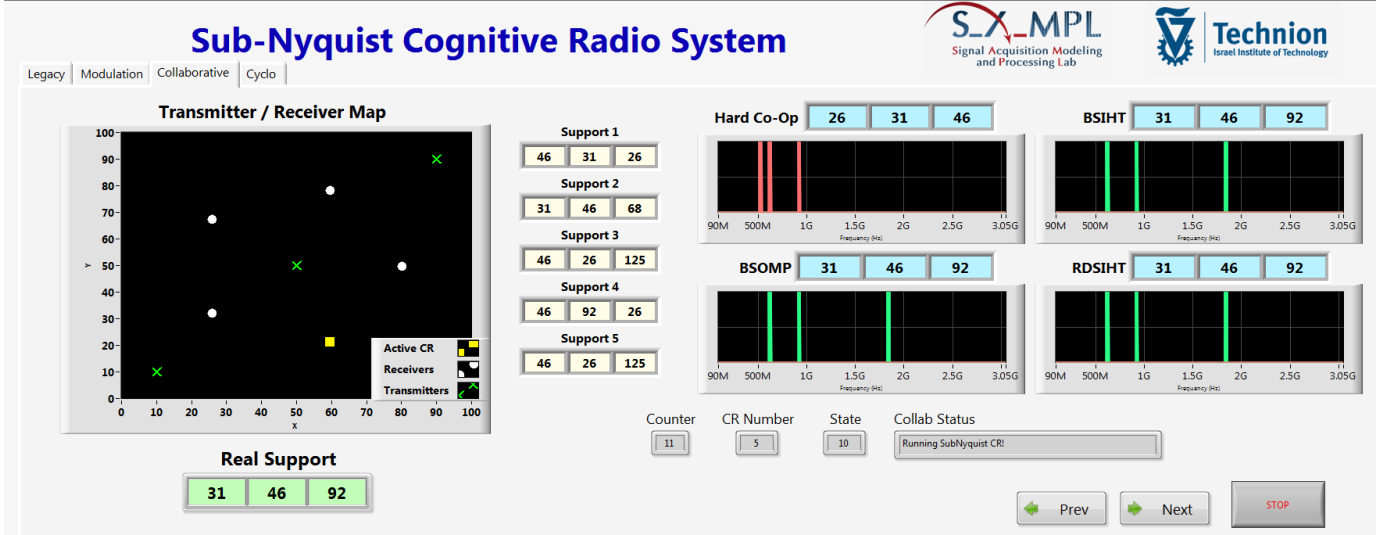 Sub-Nyquist Cognitive Radio System
S_X_MPL
Signal Acquisition Modeling
and Processing Lab
Technion
Israel Institute of Technology
Legacy Modulation Collaborative Cyclo
Transmitter / Receiver Map
100
90
80
70
60
50
40
30
20
10
0
Y
0 10 20 30 40 50 60 70 80 90 100
X
Active CR
Receivers
Transmitters
Real Support
31 46 92
Support 1
46 31 26
Support 2
31 46 68
Support 3
46 26 125
Support 4
46 92 26
Support 5
46 26 125
Hard Co-Op 26 31 46
90M 500M 1G 1.5G 2G 2.5G 3.05G
Frequency (Hz)
BSIHT 31 46 92
90M 500M 1G 1.5G 2G 2.5G 3.05G
Frequency (Hz)
BSOMP 31 46 92
90M 500M 1G 1.5G 2G 2.5G 3.05G
Frequency (Hz)
RDSIHT 31 46 92
90M 500M 1G 1.5G 2G 2.5G 3.05G
Frequency (Hz)
Counter CR Number State Collab Status
11 5 10 Running SubNyquist CR!
Prev Next STOP